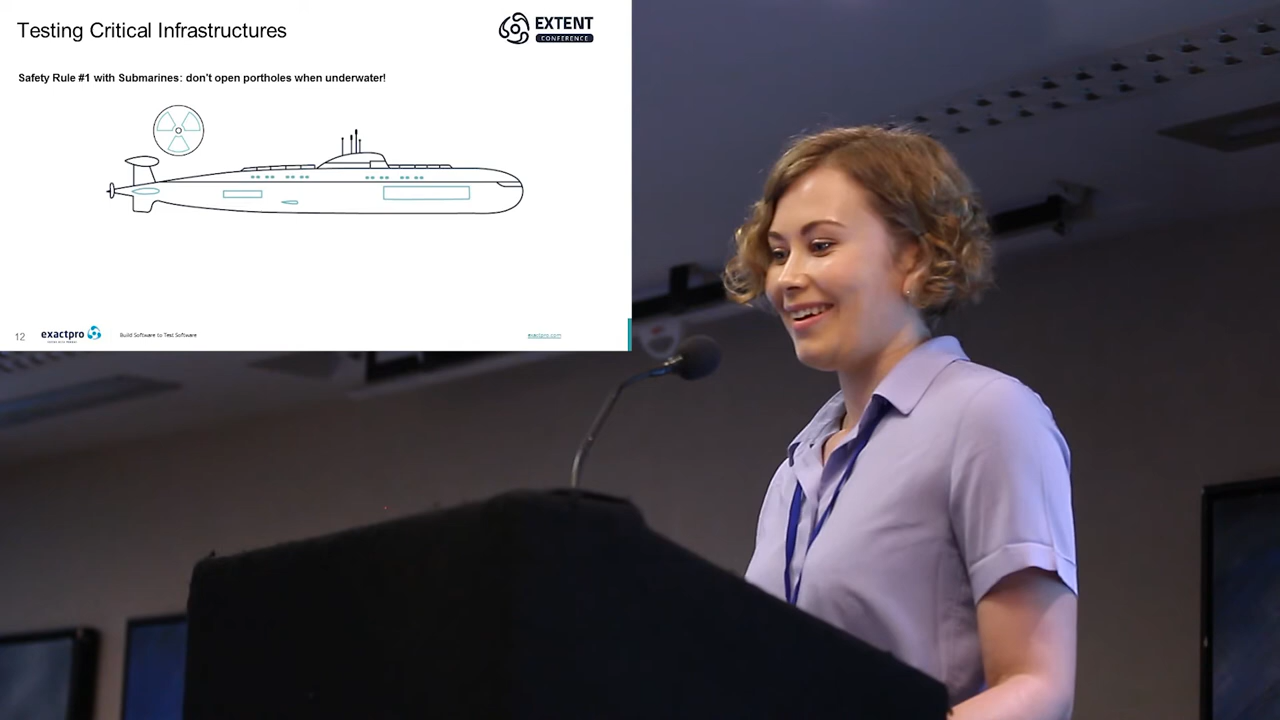 Testing Critical Infrastructures
EXTENT
CONFERENCE
Safety Rule #1 with Submarines: don't open portholes when underwater!
12
exactpro
Build Software to Test Software
exactpro.com